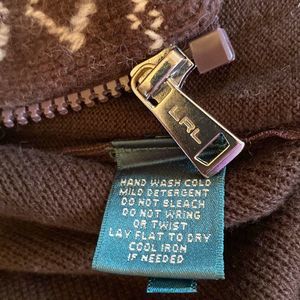 LRL
HAND WASH COLD
MILD DETERGENT
DO NOT BLEACH
DO NOT WRING
OR TWIST
LAY FLAT TO DRY
COOL IRON
IF NEEDED